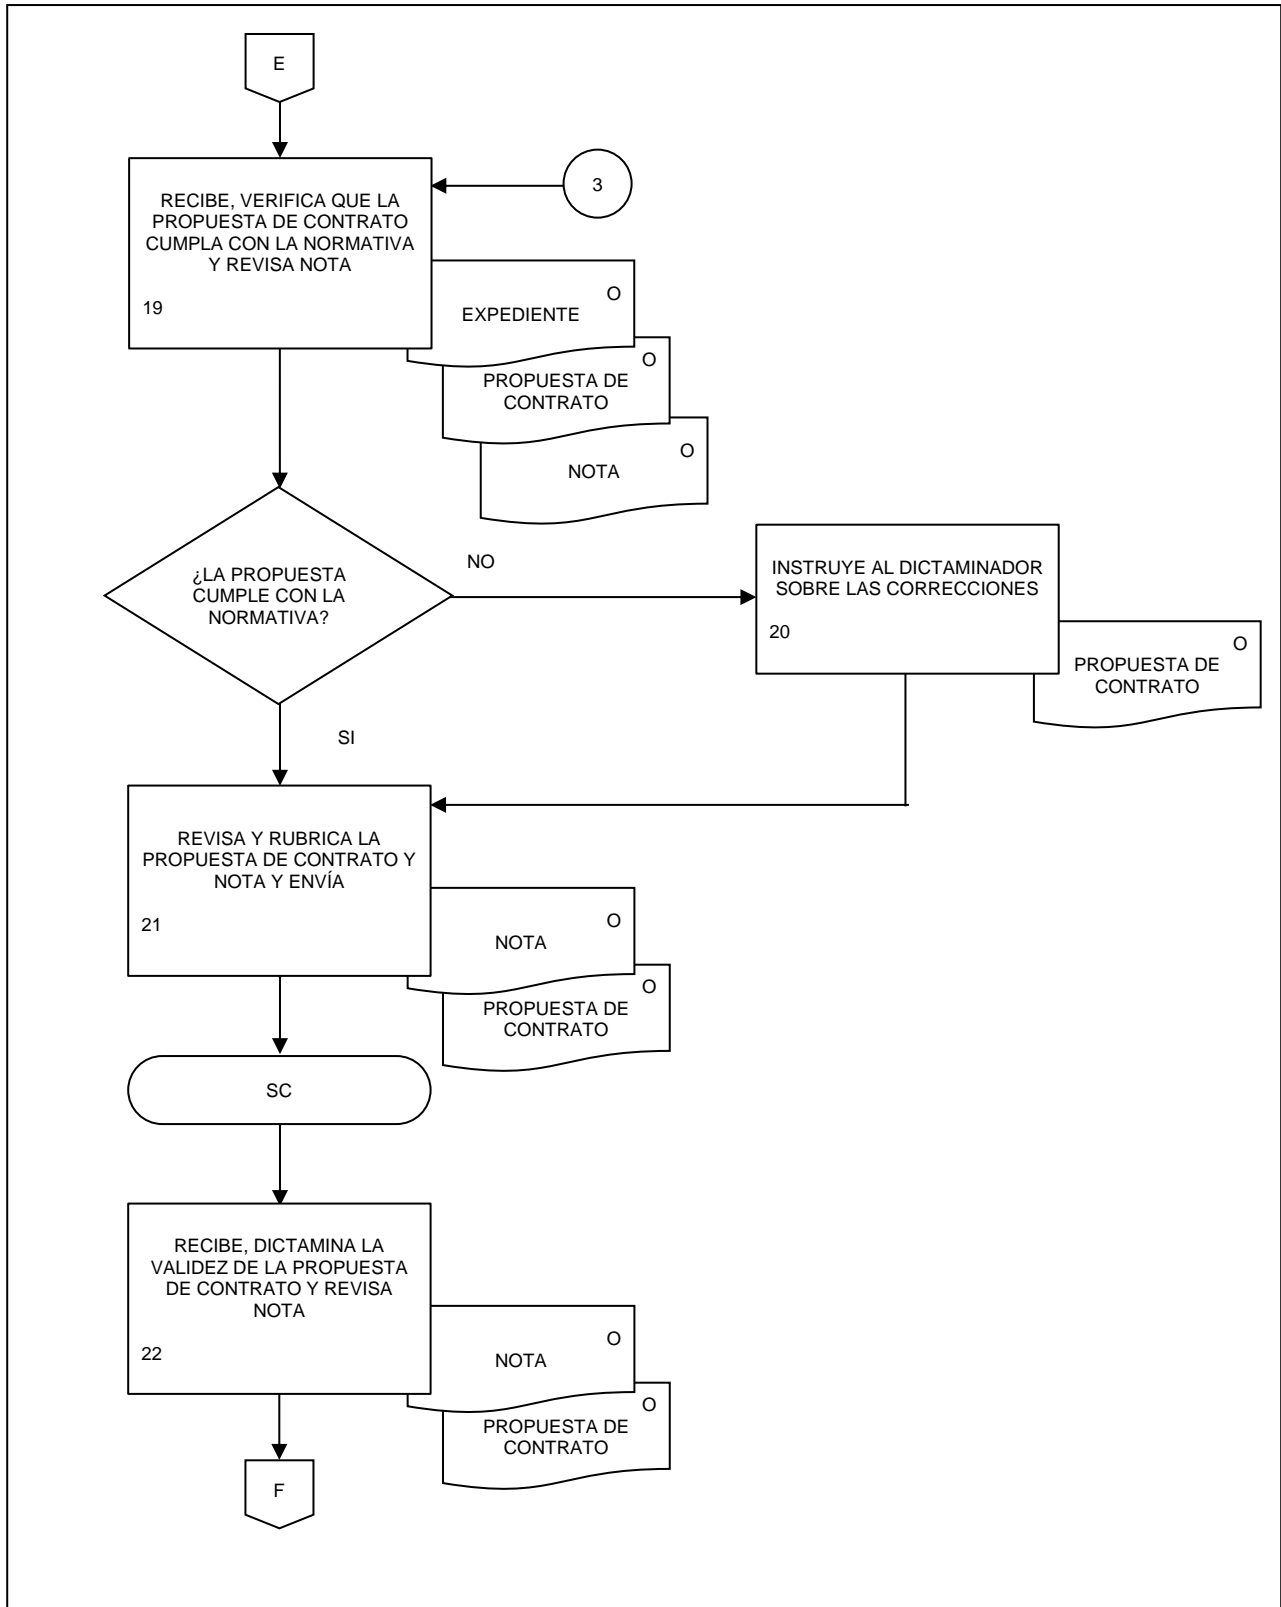 E
3
RECIBE, VERIFICA QUE LA
PROPUESTA DE CONTRATO
CUMPLA CON LA NORMATIVA
Y REVISA NOTA
19
O
EXPEDIENTE
O
PROPUESTA DE
CONTRATO
O
NOTA
¿LA PROPUESTA
CUMPLE CON LA
NORMATIVA?
NO
INSTRUYE AL DICTAMINADOR
SOBRE LAS CORRECCIONES
20
O
PROPUESTA DE
CONTRATO
SI
REVISA Y RUBRICA LA
PROPUESTA DE CONTRATO Y
NOTA Y ENVÍA
21
O
NOTA
O
PROPUESTA DE
CONTRATO
SC
RECIBE, DICTAMINA LA
VALIDEZ DE LA PROPUESTA
DE CONTRATO Y REVISA
NOTA
22
O
NOTA
O
PROPUESTA DE
CONTRATO
F